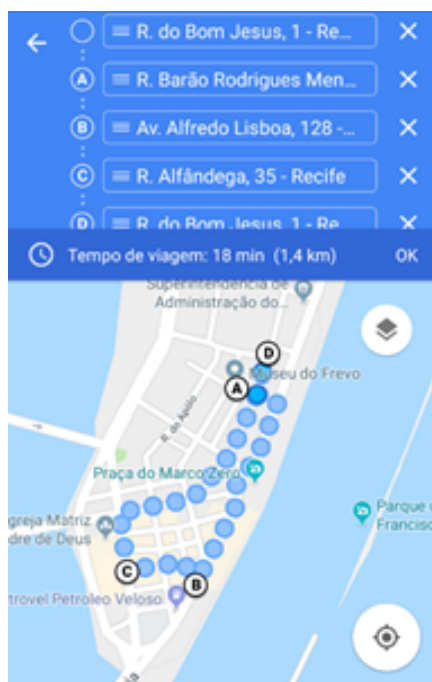 R. do Bom Jesus, 1 - Re...
A
R. Barão Rodrigues Men...
B
Av. Alfredo Lisboa, 128 -...
C
R. Alfândega, 35 - Recife
D
R. do Bom Jesus, 1 - Re
Tempo de viagem: 18 min (1,4 km)
OK
Superintendência de
Administração do...
D
Museu do Frevo
A
R. do Apolo
Praça do Marco Zero
greja Matriz
dre de Deus
Parque
Francisc
C
B
trovel Petroleo Veloso